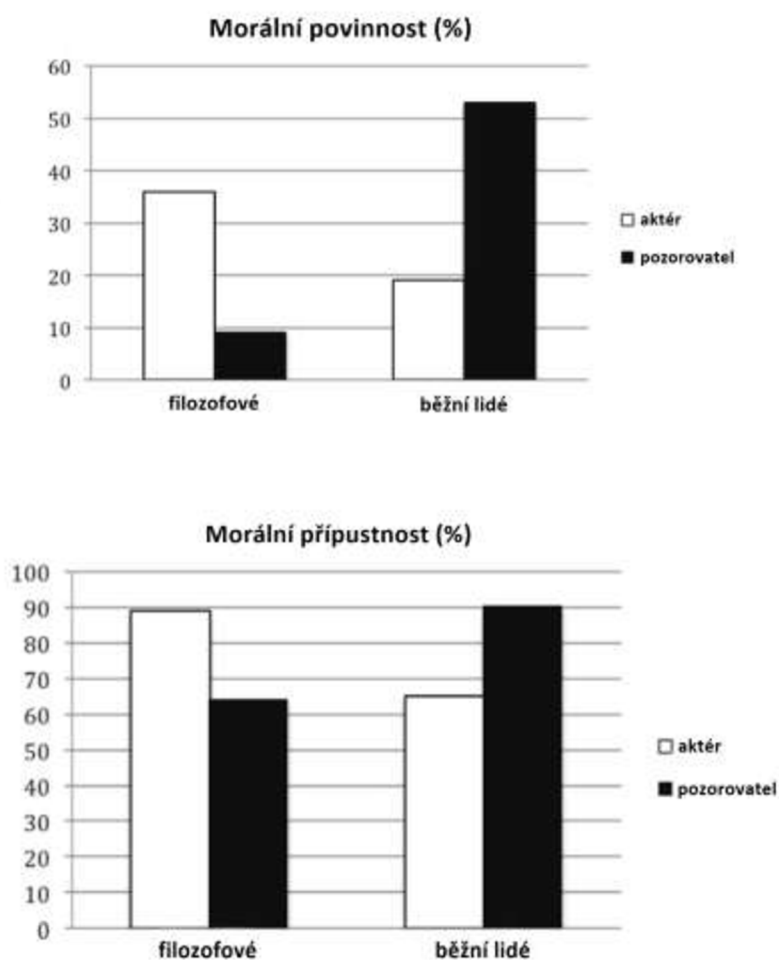 Morální povinnost (%)
60
50
40
30
20
10
0
filozofové běžní lidé
aktér
pozorovatel
Morální přípustnost (%)
100
90
80
70
60
50
40
30
20
10
0
filozofové běžní lidé
aktér
pozorovatel